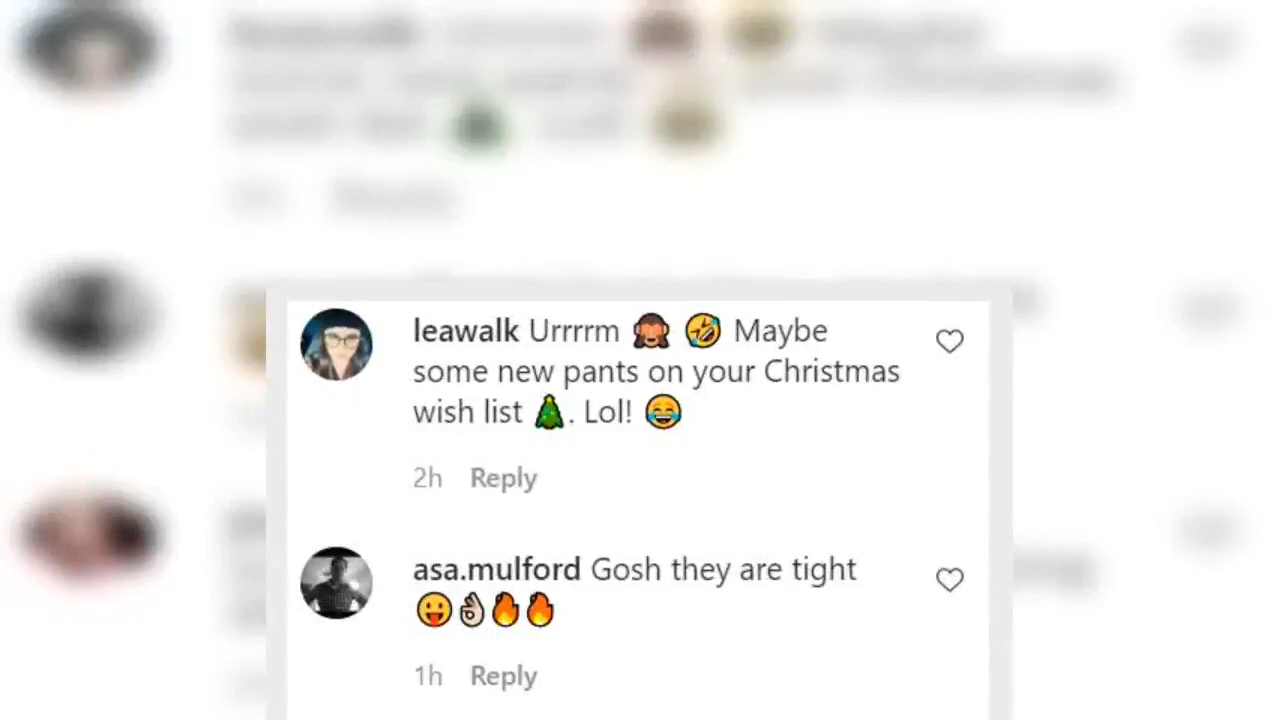 leawalk Urrrrm 🙈 🤣 Maybe
some new pants on your Christmas
wish list 🎄. Lol! 😂
2h Reply
asa.mulford Gosh they are tight
😛👌🏻🔥🔥
1h Reply